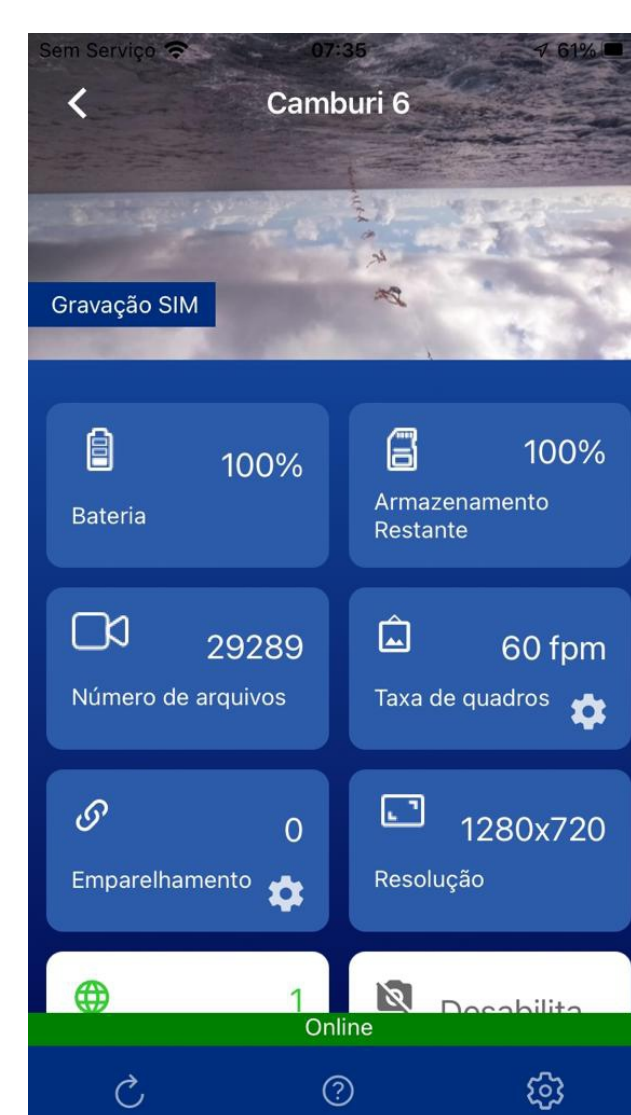 Sem Serviço 07:35 61%
Camburi 6
Gravação SIM
100%
Bateria
100%
Armazenamento
Restante
29289
Número de arquivos
60 fpm
Taxa de quadros
0
Emparelhamento
1280x720
Resolução
1
Desabilita
Online